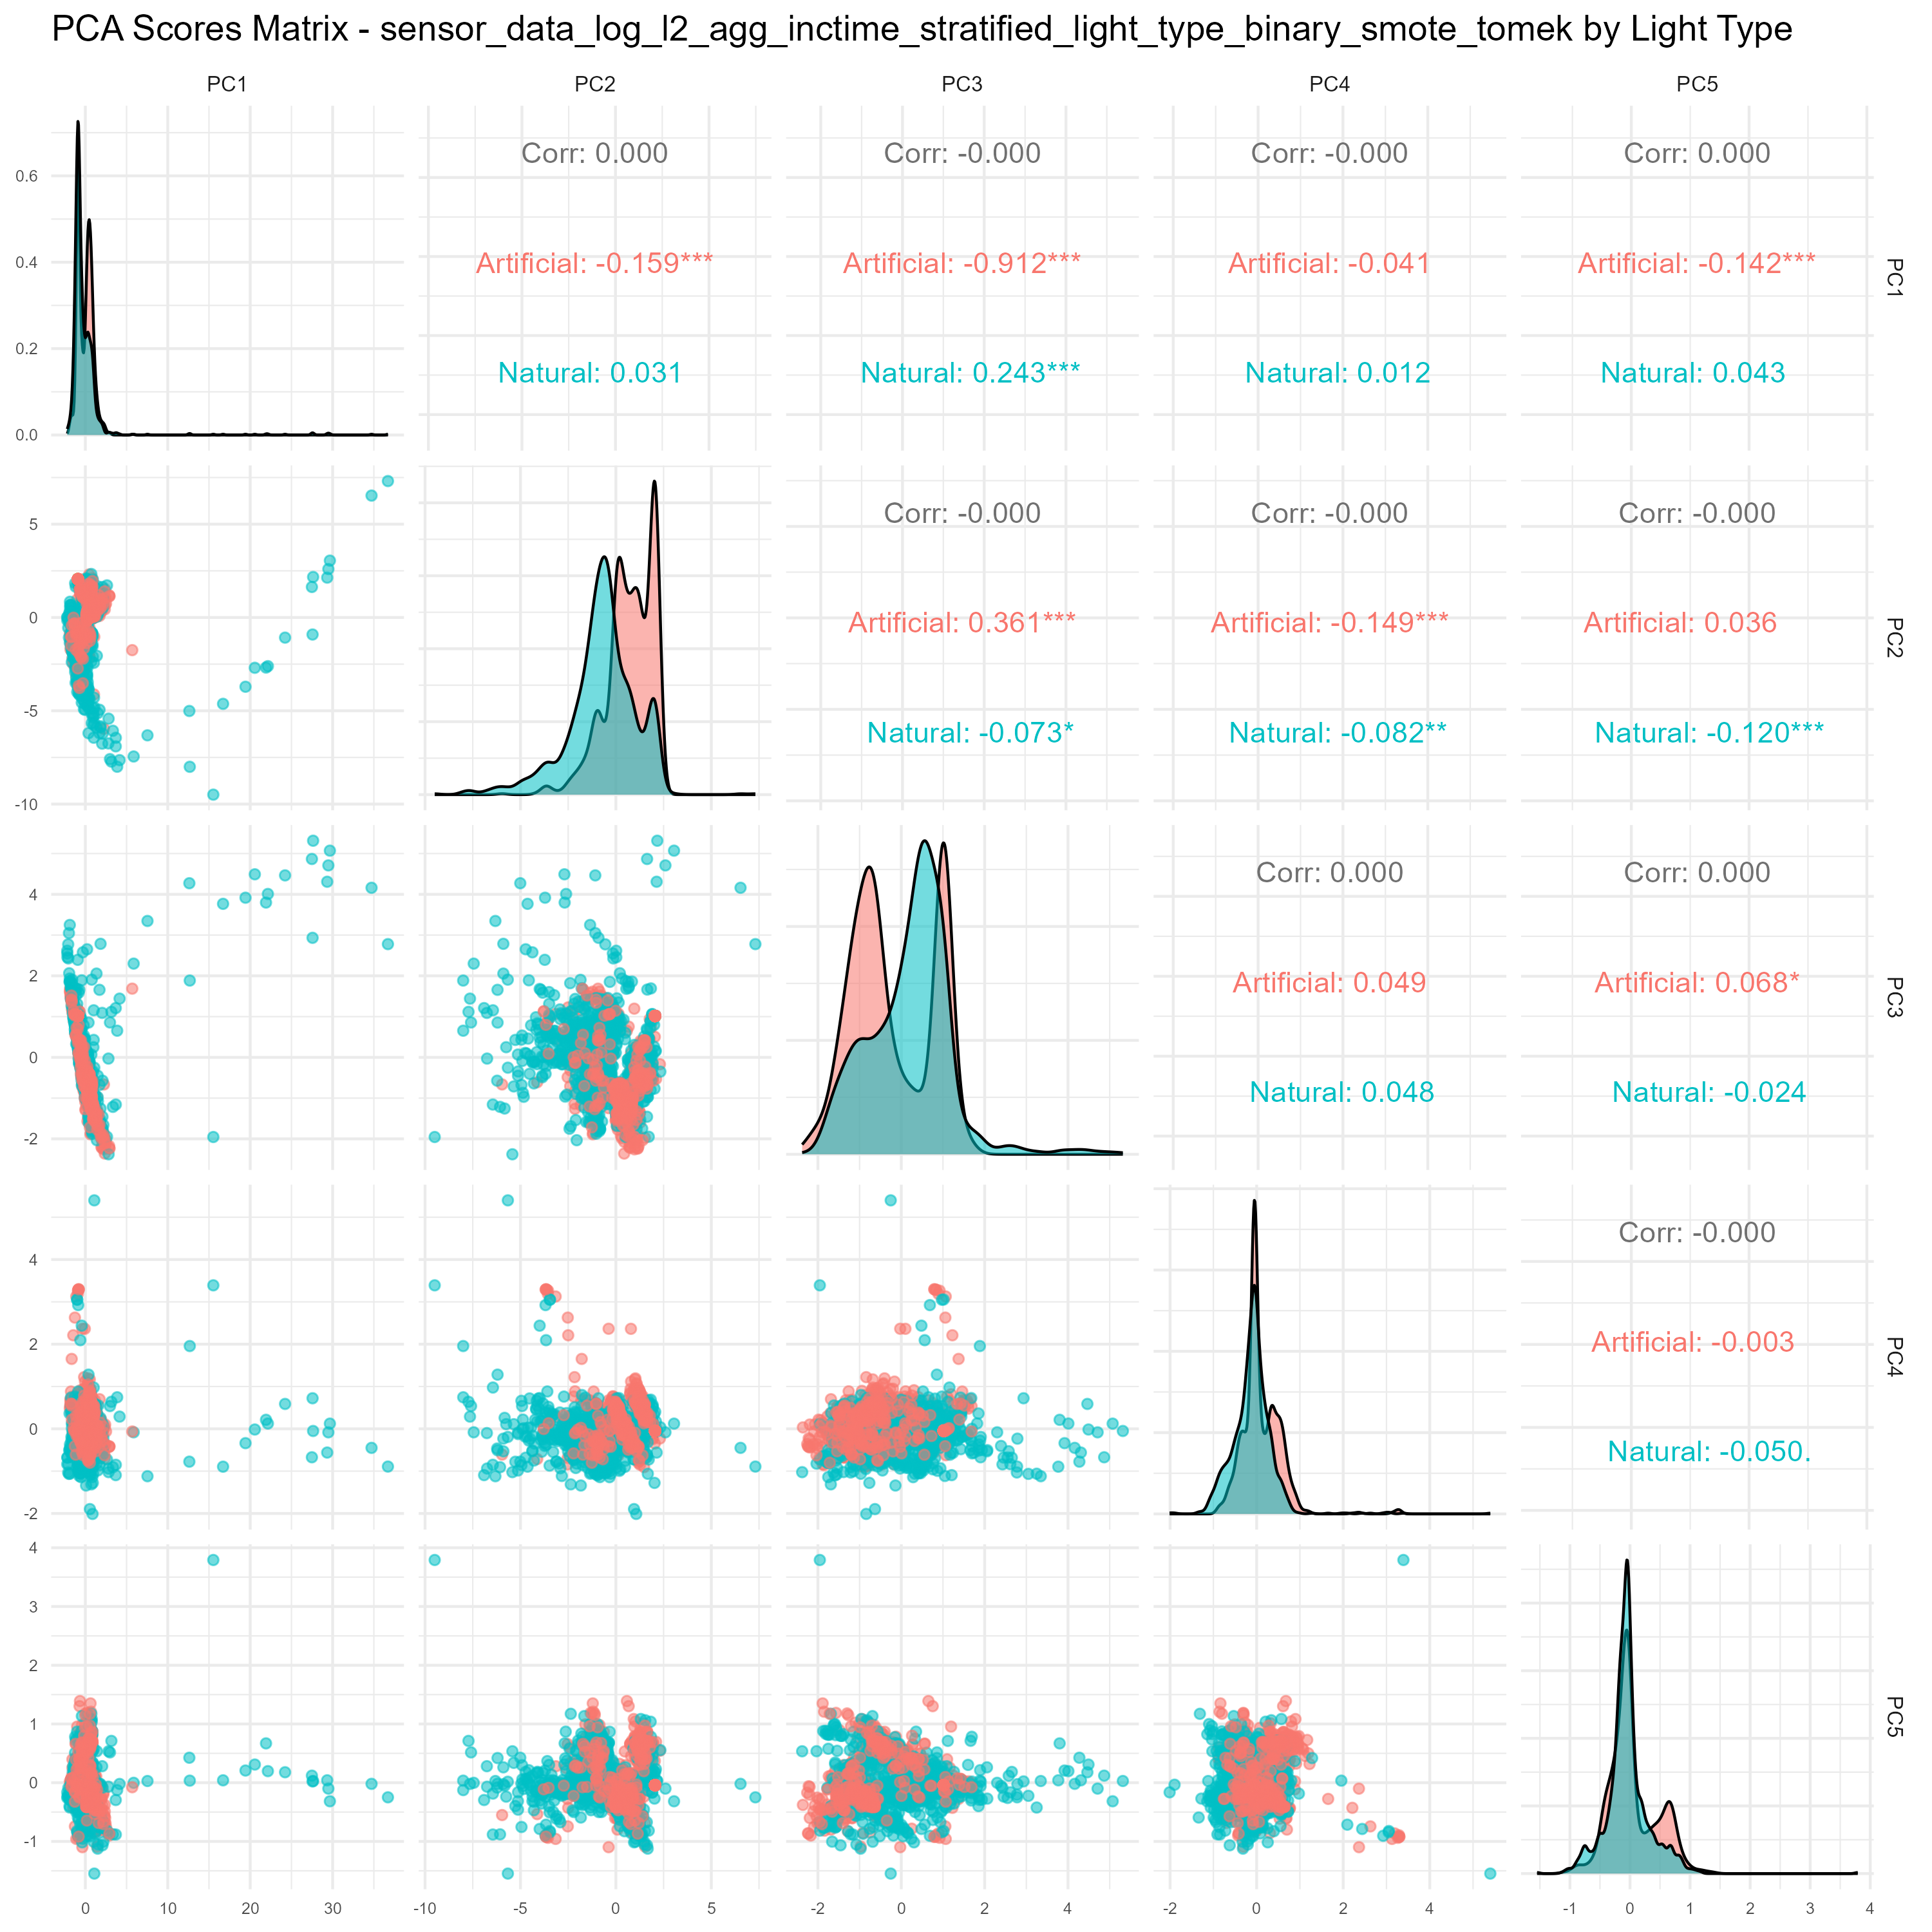 PCA Scores Matrix - sensor_data_log_l2_agg_inctime_stratified_light_type_binary_smote_tomek by Light Type
PC1 PC2 PC3 PC4 PC5
0.6
0.4
0.2
0.0
Corr: 0.000
Artificial: -0.159***
Natural: 0.031
Corr: -0.000
Artificial: -0.912***
Natural: 0.243***
Corr: -0.000
Artificial: -0.041
Natural: 0.012
Corr: 0.000
Artificial: -0.142***
Natural: 0.043
PC1
5
0
-5
-10
Corr: -0.000
Artificial: 0.361***
Natural: -0.073*
Corr: -0.000
Artificial: -0.149***
Natural: -0.082**
Corr: -0.000
Artificial: 0.036
Natural: -0.120***
PC2
4
2
0
-2
Corr: 0.000
Artificial: 0.049
Natural: 0.048
Corr: 0.000
Artificial: 0.068*
Natural: -0.024
PC3
4
2
0
-2
Corr: -0.000
Artificial: -0.003
Natural: -0.050.
PC4
4
3
2
1
0
-1
PC5
0 10 20 30
-10 -5 0 5
-2 0 2 4
-2 0 2 4
-1 0 1 2 3 4